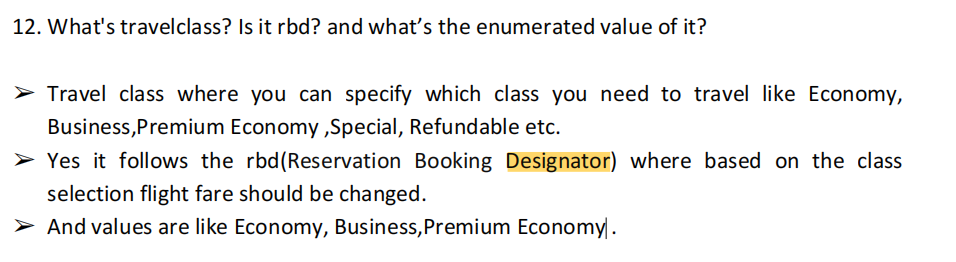 12. What's travelclass? Is it rbd? and what’s the enumerated value of it?
➢ Travel class where you can specify which class you need to travel like Economy,
Business,Premium Economy ,Special, Refundable etc.
➢ Yes it follows the rbd(Reservation Booking Designator) where based on the class
selection flight fare should be changed.
➢ And values are like Economy, Business,Premium Economy.